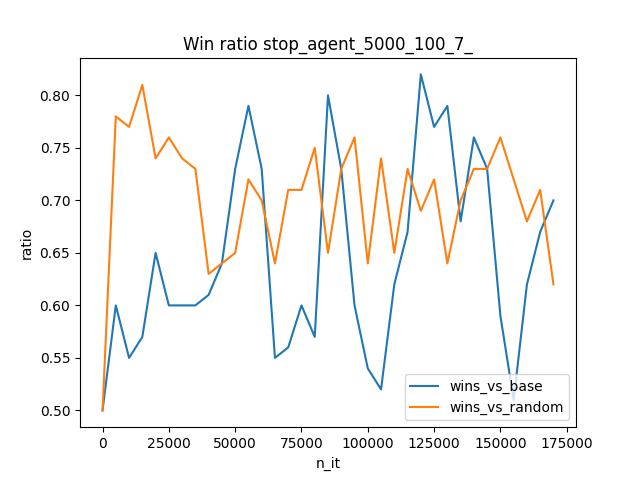 Win ratio stop_agent_5000_100_7_
ratio
0.80
0.75
0.70
0.65
0.60
0.55
0.50
wins_vs_base
wins_vs_random
0 25000 50000 75000 100000 125000 150000 175000
n_it